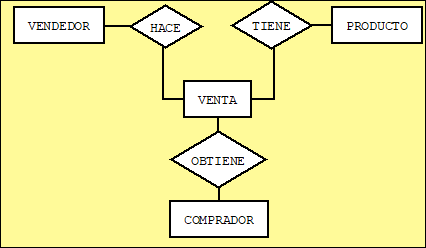 VENDEDOR
HACE
TIENE
PRODUCTO
VENTA
OBTIENE
COMPRADOR